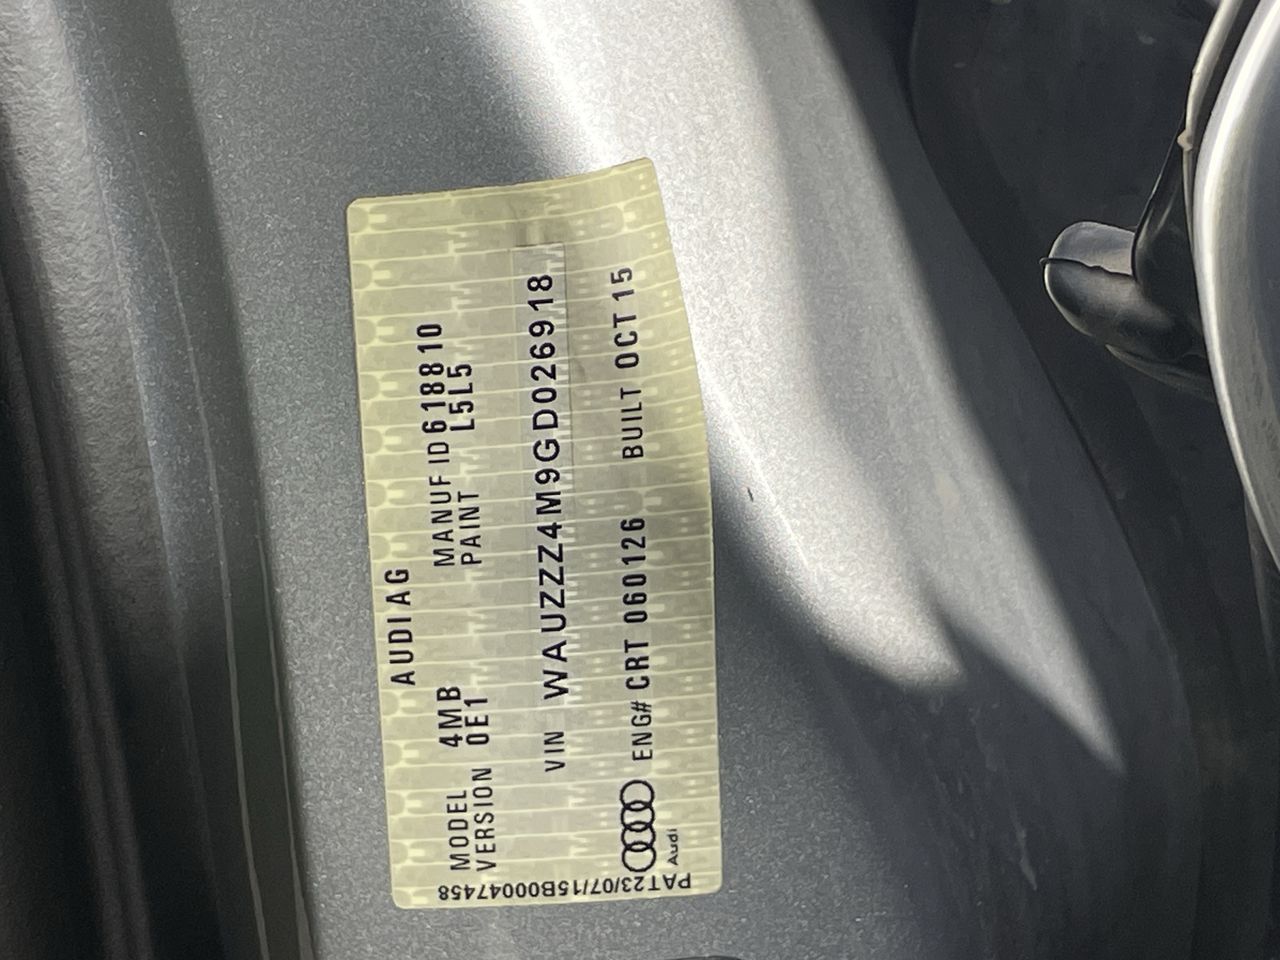 AUDI AG
MODEL 4MB MANUF ID 618810
VERSION 0E1 PAINT L5L5
VIN WAUZZZ4M9GD026918
ENG# CRT 060126 BUILT OCT 15
Audi
PAT23/07/15B00047458